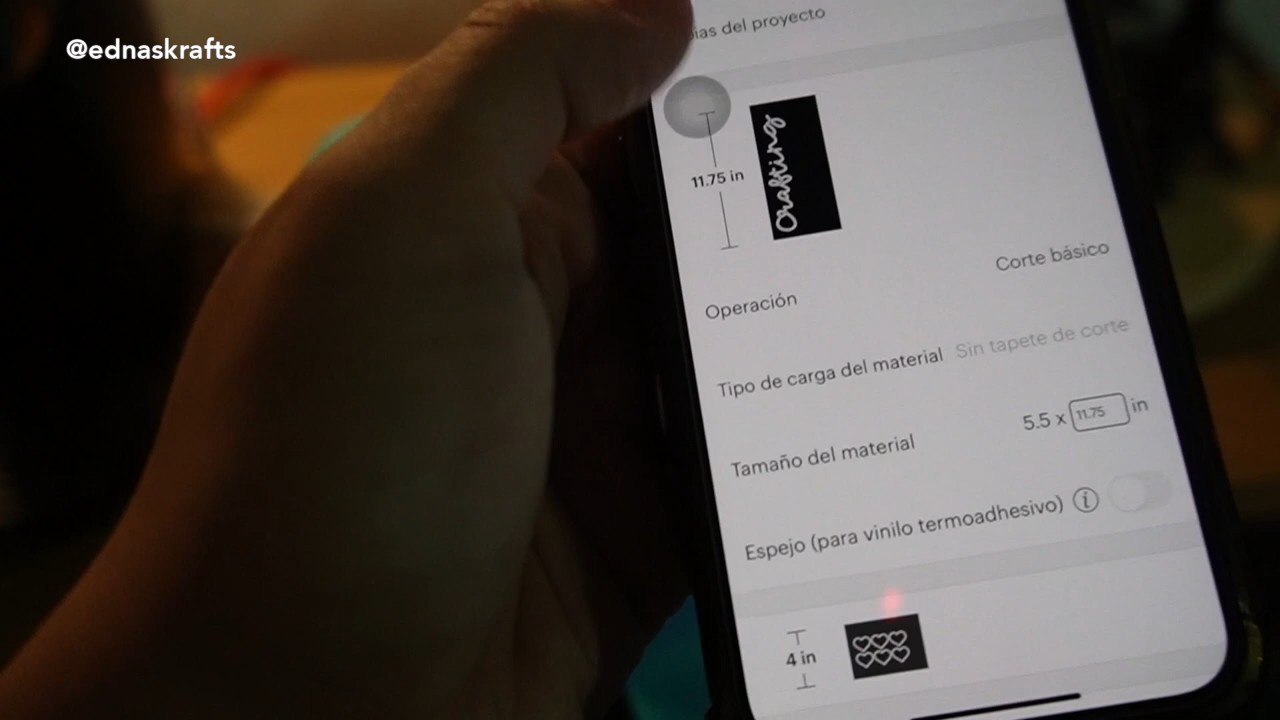 @ednaskrafts
del proyecto
11.75 in
Crafting
Corte básico
Operación
Tipo de carga del material Sin tapete de corte
5.5 x 11.75 in
Tamaño del material
Espejo (para vinilo termoadhesivo) i
4 in